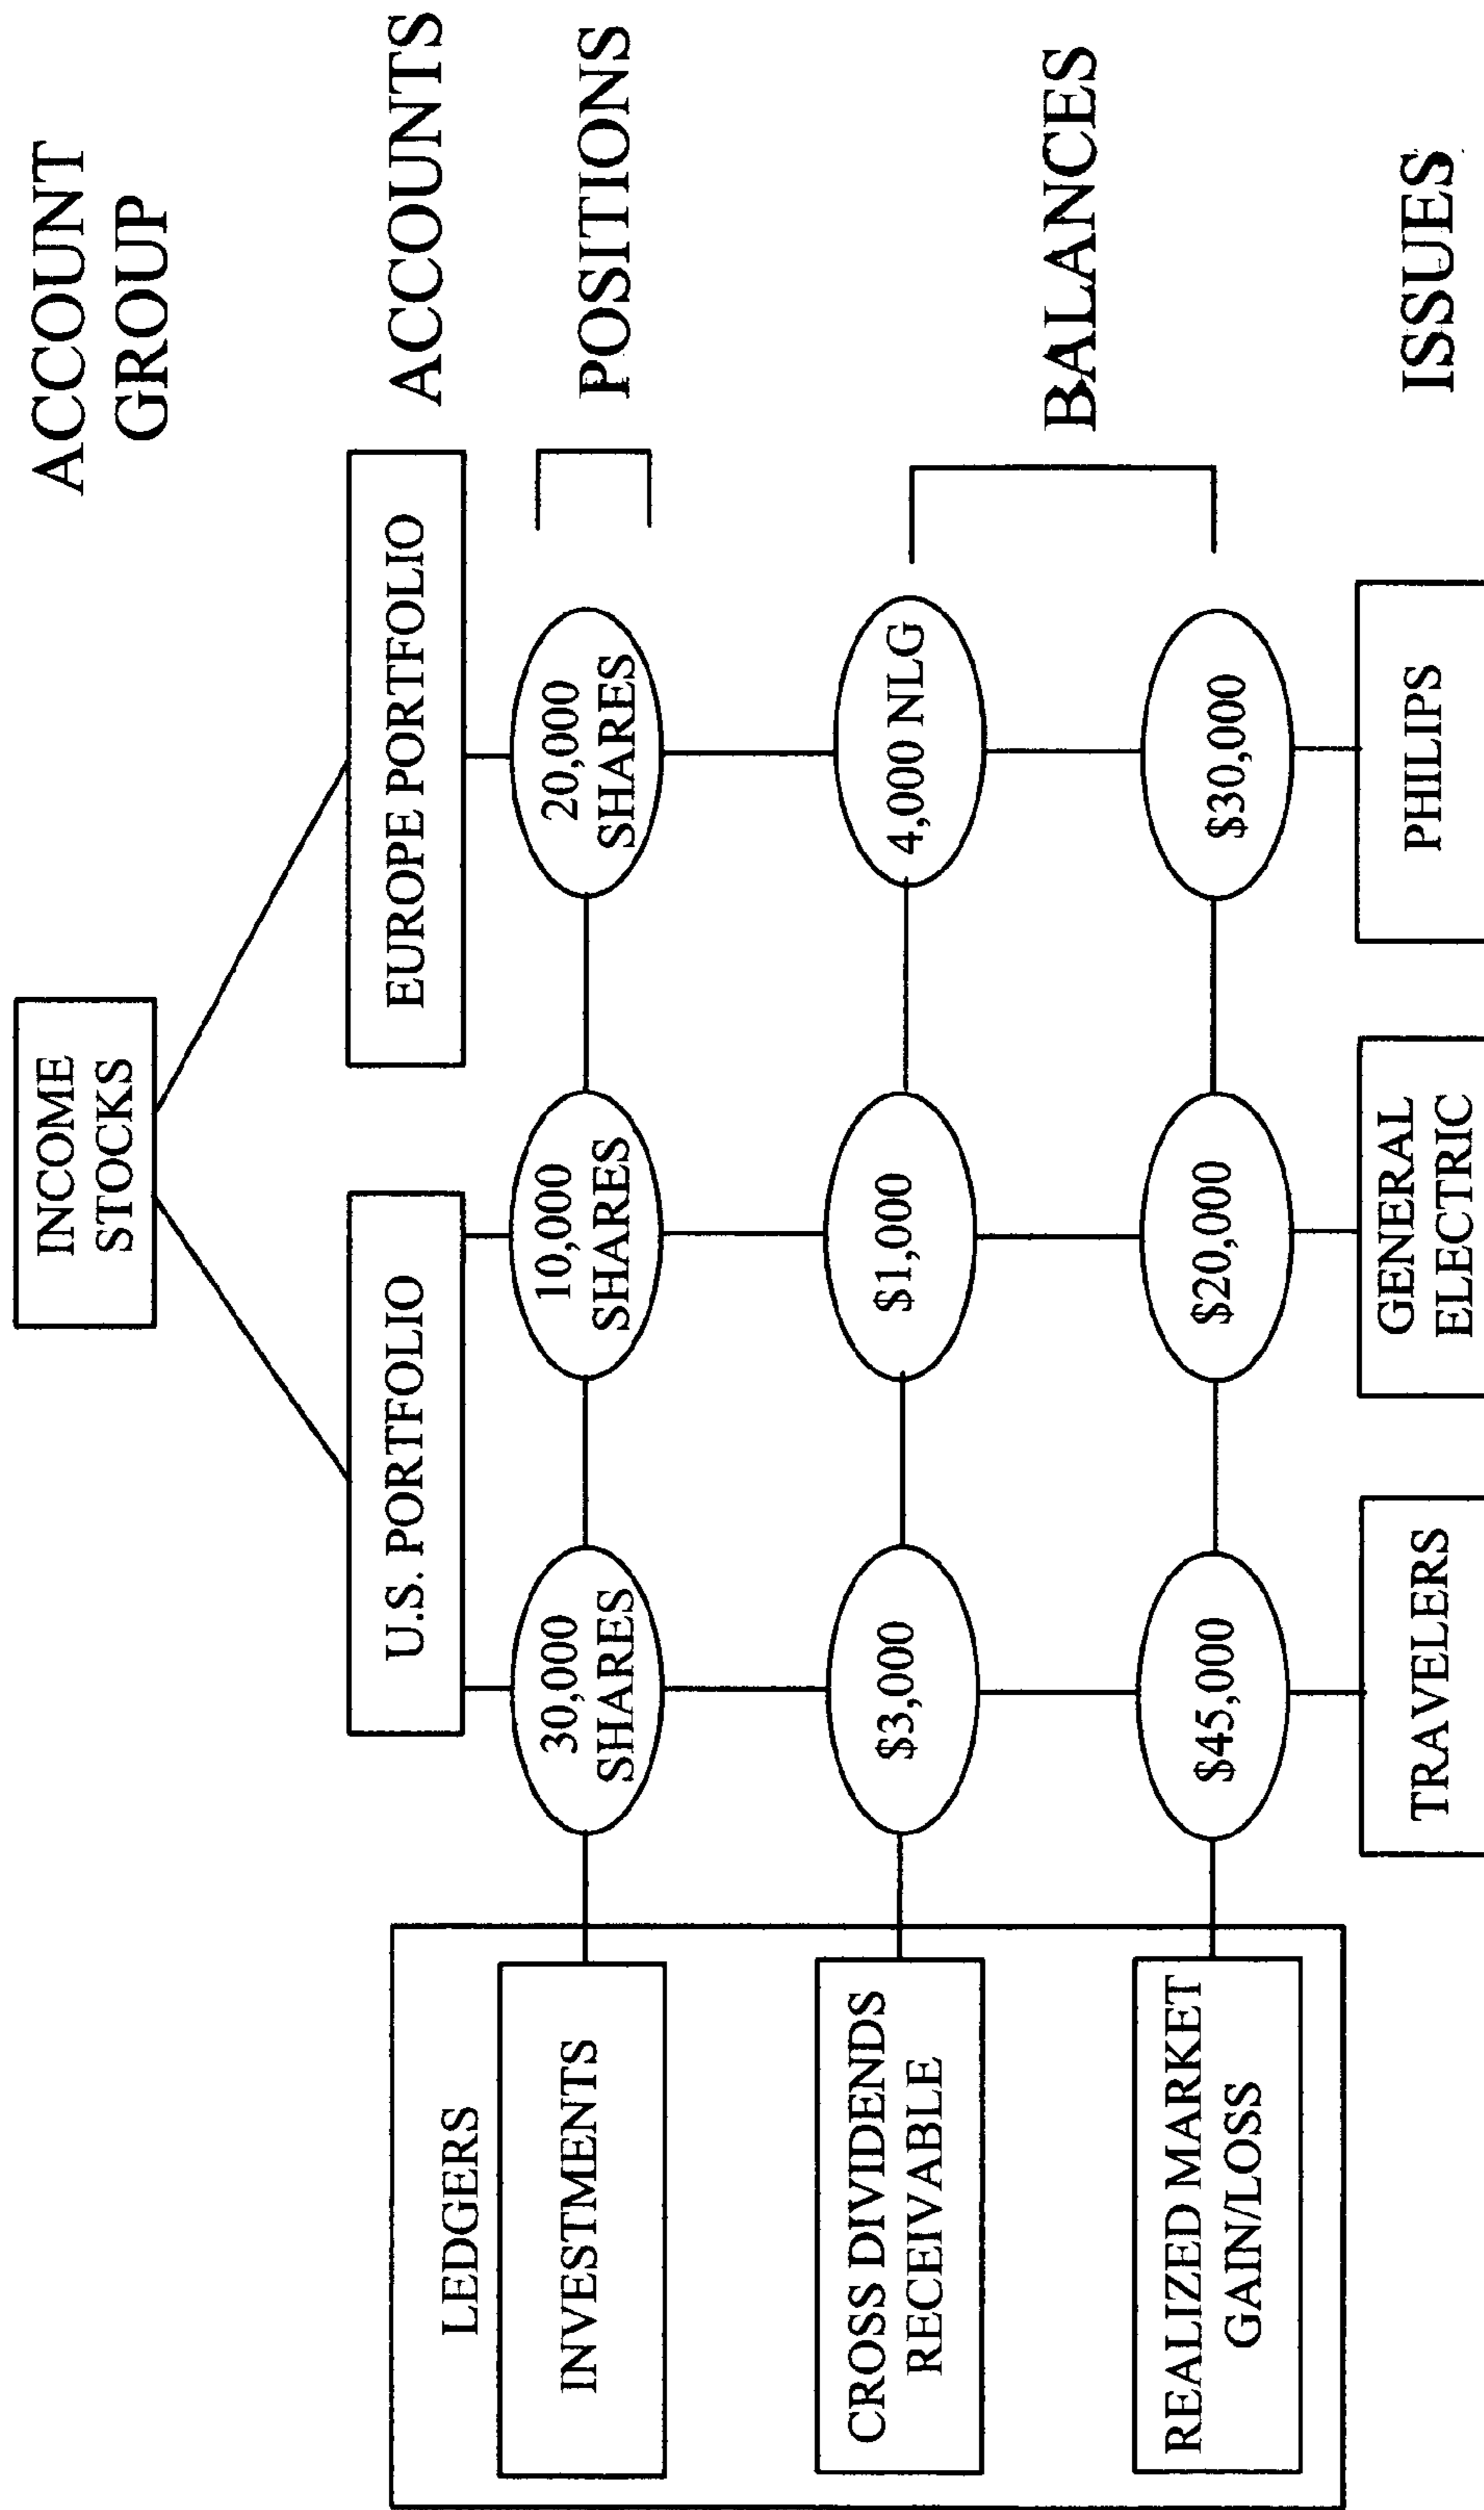 ACCOUNT
GROUP
INCOME
STOCKS
ACCOUNTS
U.S. PORTFOLIO
EUROPE PORTFOLIO
POSITIONS
LEDGERS
INVESTMENTS
30,000
SHARES
10,000
SHARES
20,000
SHARES
BALANCES
CROSS DIVIDENDS
RECEIVABLE
$3,000
$1,000
4,000 NLG
REALIZED MARKET
GAIN/LOSS
$45,000
$20,000
$30,000
TRAVELERS
GENERAL
ELECTRIC
PHILIPS
ISSUES